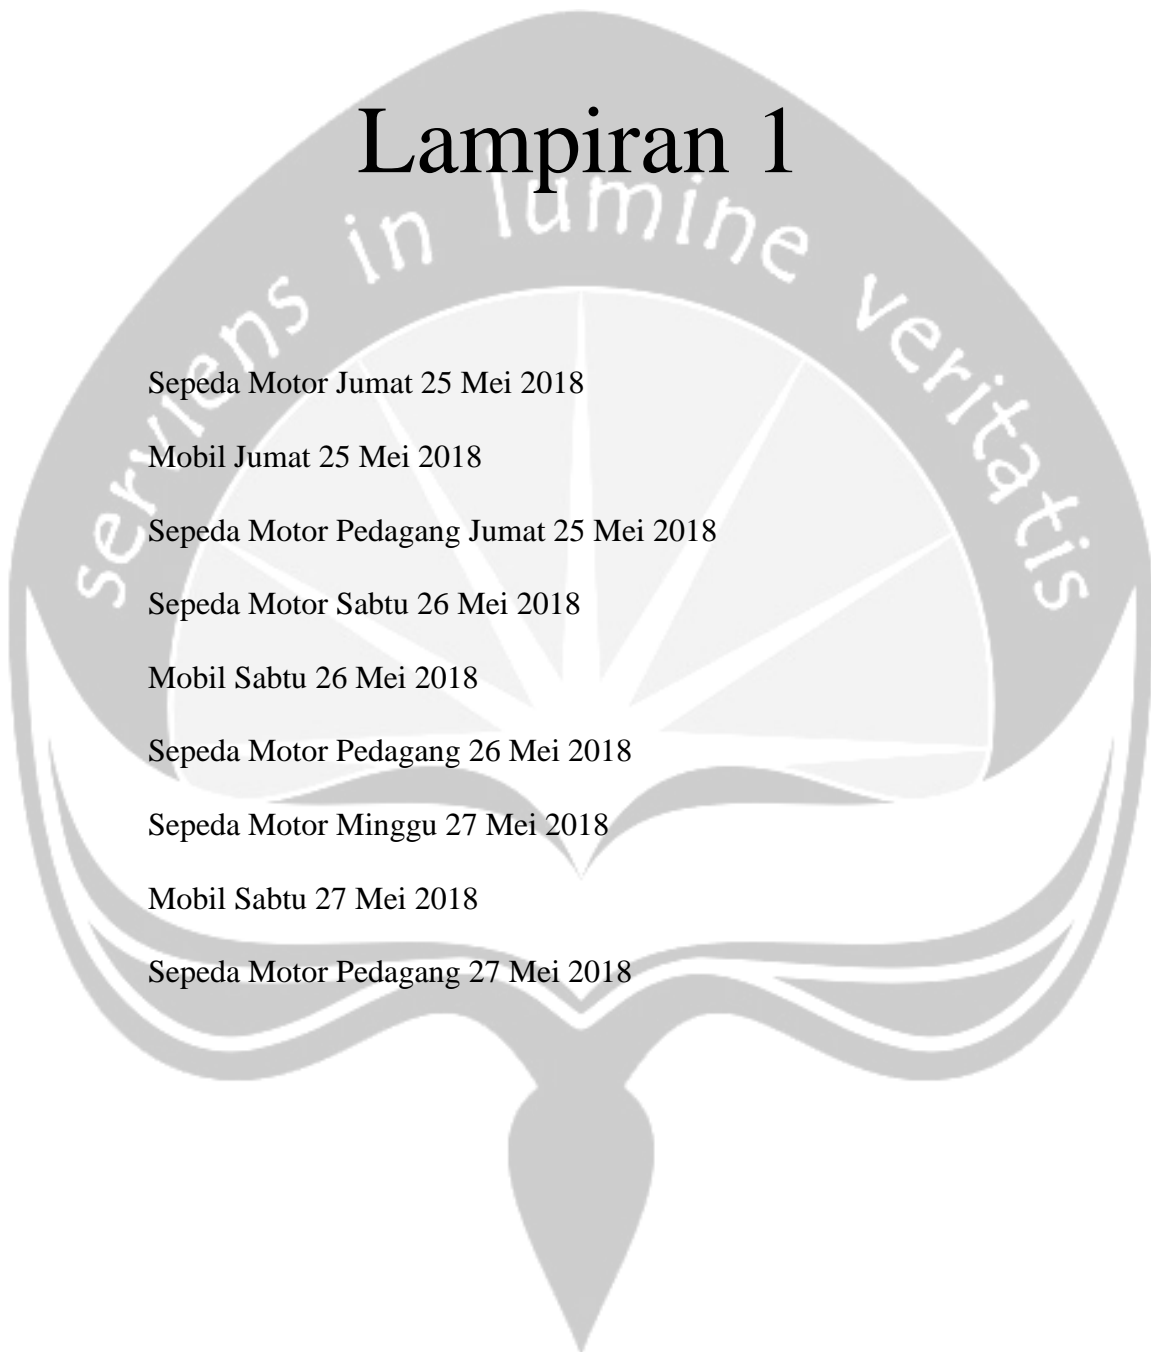 Lampiran 1
serviens in lumine veritatis
Sepeda Motor Jumat 25 Mei 2018
Mobil Jumat 25 Mei 2018
Sepeda Motor Pedagang Jumat 25 Mei 2018
Sepeda Motor Sabtu 26 Mei 2018
Mobil Sabtu 26 Mei 2018
Sepeda Motor Pedagang 26 Mei 2018
Sepeda Motor Minggu 27 Mei 2018
Mobil Sabtu 27 Mei 2018
Sepeda Motor Pedagang 27 Mei 2018